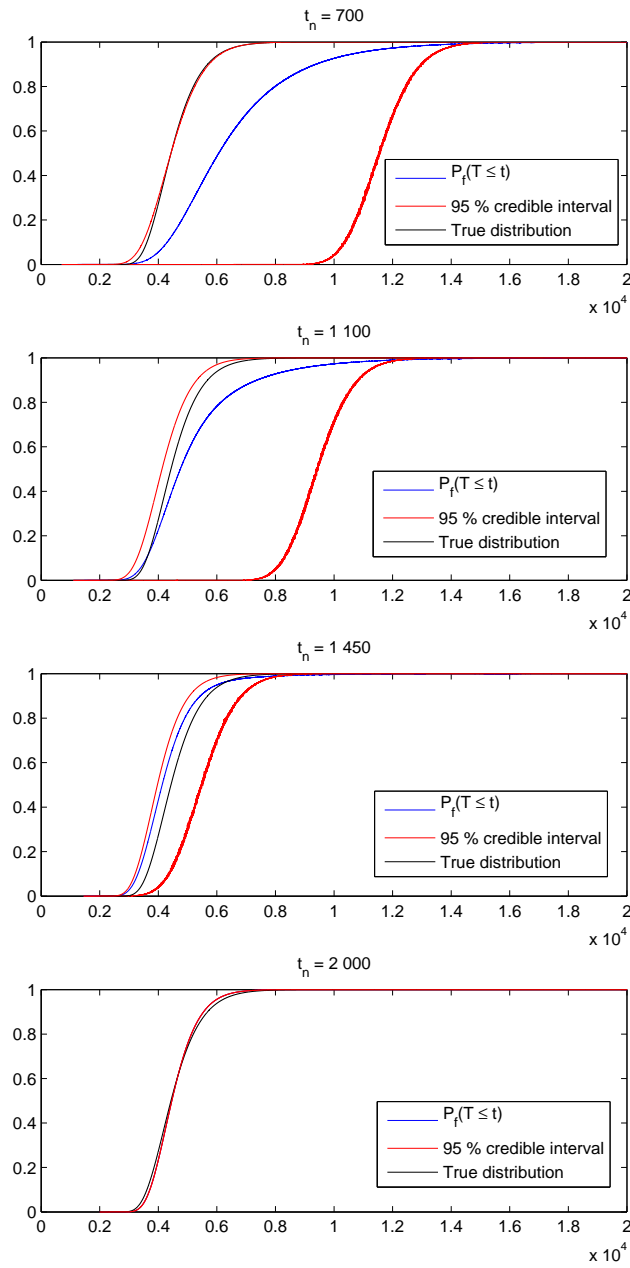 t_n = 700
1
0.8
0.6
0.4
0.2
0
P_f(T ≤ t)
95 % credible interval
True distribution
0 0.2 0.4 0.6 0.8 1 1.2 1.4 1.6 1.8 2
x 10^4
t_n = 1 100
1
0.8
0.6
0.4
0.2
0
P_f(T ≤ t)
95 % credible interval
True distribution
0 0.2 0.4 0.6 0.8 1 1.2 1.4 1.6 1.8 2
x 10^4
t_n = 1 450
1
0.8
0.6
0.4
0.2
0
P_f(T ≤ t)
95 % credible interval
True distribution
0 0.2 0.4 0.6 0.8 1 1.2 1.4 1.6 1.8 2
x 10^4
t_n = 2 000
1
0.8
0.6
0.4
0.2
0
P_f(T ≤ t)
95 % credible interval
True distribution
0 0.2 0.4 0.6 0.8 1 1.2 1.4 1.6 1.8 2
x 10^4